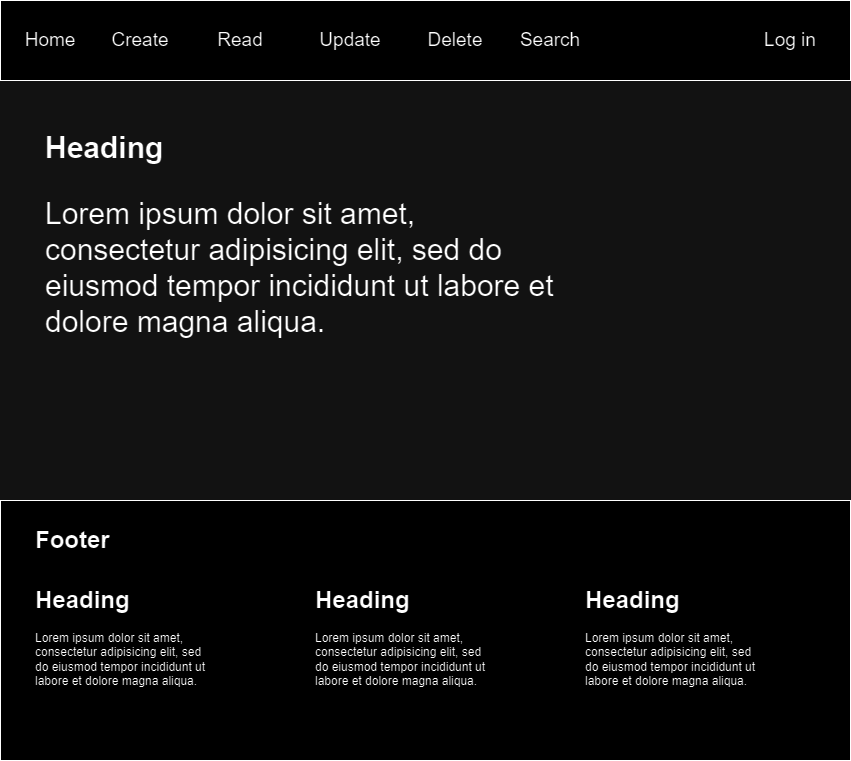 Home Create Read Update Delete Search Log in
Heading
Lorem ipsum dolor sit amet,
consectetur adipisicing elit, sed do
eiusmod tempor incididunt ut labore et
dolore magna aliqua.
Footer
Heading
Lorem ipsum dolor sit amet,
consectetur adipisicing elit, sed
do eiusmod tempor incididunt ut
labore et dolore magna aliqua.
Heading
Lorem ipsum dolor sit amet,
consectetur adipisicing elit, sed
do eiusmod tempor incididunt ut
labore et dolore magna aliqua.
Heading
Lorem ipsum dolor sit amet,
consectetur adipisicing elit, sed
do eiusmod tempor incididunt ut
labore et dolore magna aliqua.